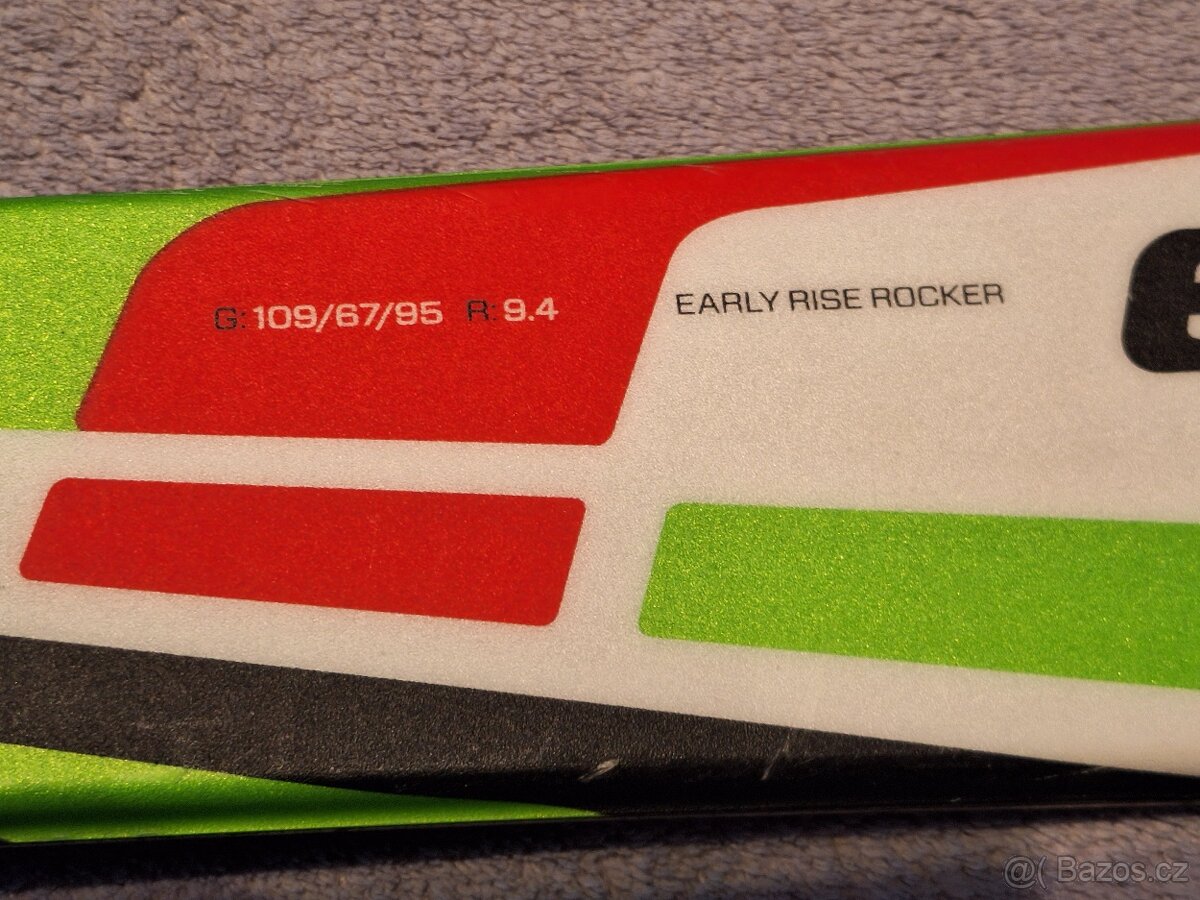 G: 109/67/95 R: 9.4 EARLY RISE ROCKER
@( Bazos.cz